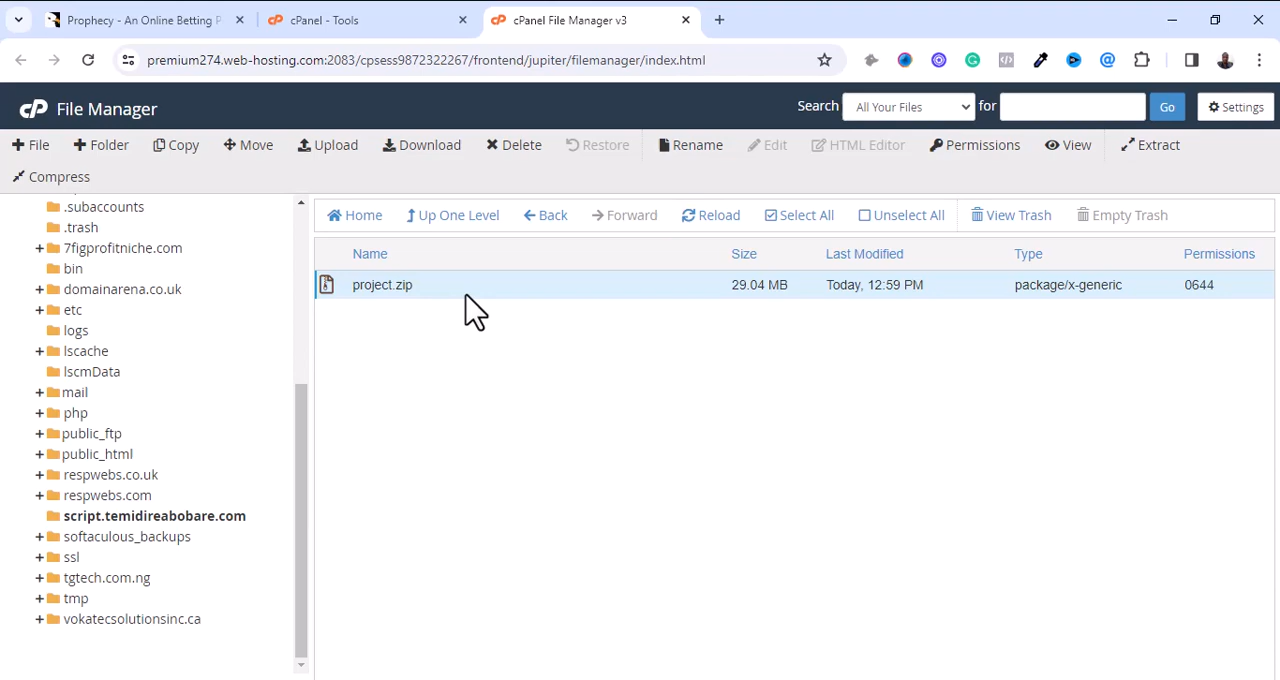 Prophecy - An Online Betting P
cPanel - Tools
cPanel File Manager v3
premium274.web-hosting.com:2083/cpsess9872322267/frontend/jupiter/filemanager/index.html
cP File Manager
Search All Your Files for Go Settings
File Folder Copy Move Upload Download Delete Restore Rename Edit HTML Editor Permissions View Extract
Compress
Home Up One Level Back Forward Reload Select All Unselect All View Trash Empty Trash
Name Size Last Modified Type Permissions
project.zip 29.04 MB Today, 12:59 PM package/x-generic 0644
.subaccounts
.trash
7figprofitniche.com
bin
domainarena.co.uk
etc
logs
lscache
lscmData
mail
php
public_ftp
public_html
respwebs.co.uk
respwebs.com
script.temidireabobare.com
softaculous_backups
ssl
tgtech.com.ng
tmp
vokatecsolutionsinc.ca